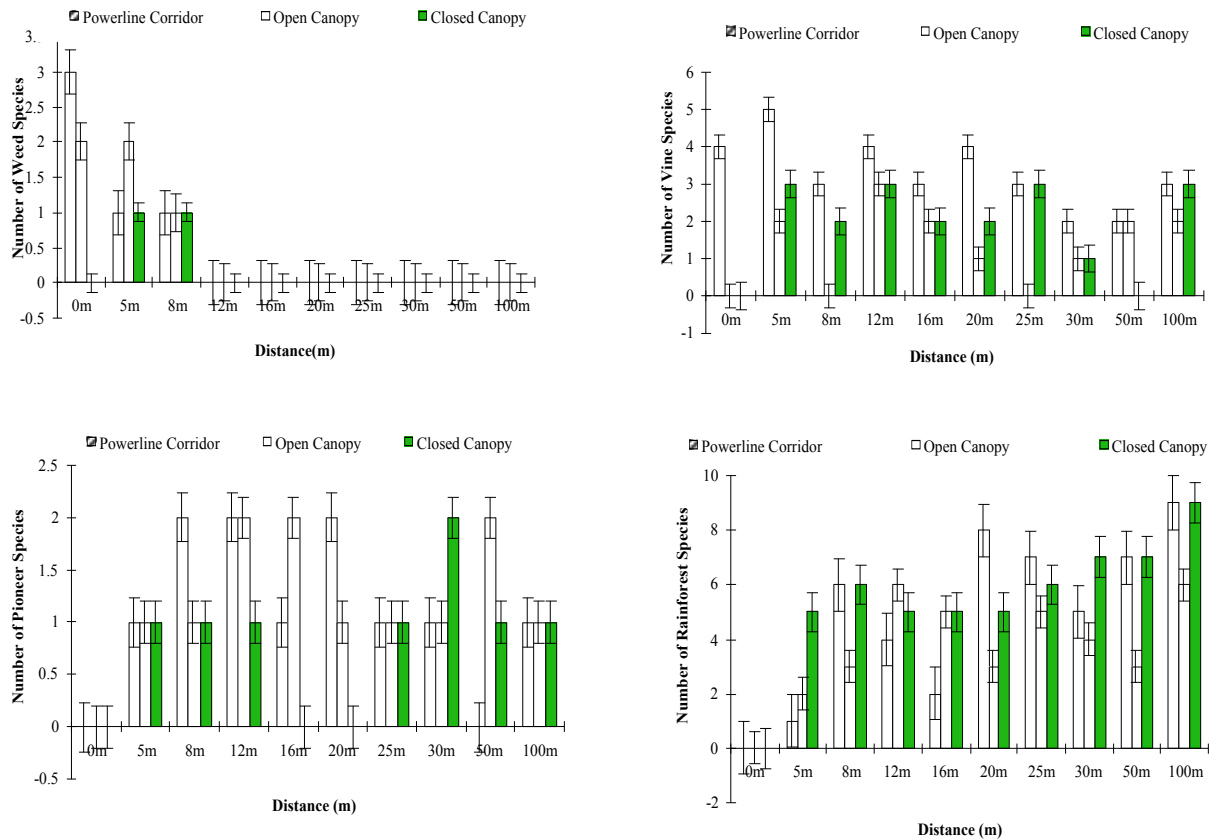 Powerline Corridor Open Canopy Closed Canopy
Number of Weed Species
3.
3
2.5
2
1.5
1
0.5
0
-0.5
0m 5m 8m 12m 16m 20m 25m 30m 50m 100m
Distance(m)
Powerline Corridor Open Canopy Closed Canopy
Number of Vine Species
6
5
4
3
2
1
0
-1
0m 5m 8m 12m 16m 20m 25m 30m 50m 100m
Distance (m)
Powerline Corridor Open Canopy Closed Canopy
Number of Pioneer Species
2.5
2
1.5
1
0.5
0
-0.5
0m 5m 8m 12m 16m 20m 25m 30m 50m 100m
Distance (m)
Powerline Corridor Open Canopy Closed Canopy
Number of Rainforest Species
10
8
6
4
2
0
-2
0m 5m 8m 12m 16m 20m 25m 30m 50m 100m
Distance (m)